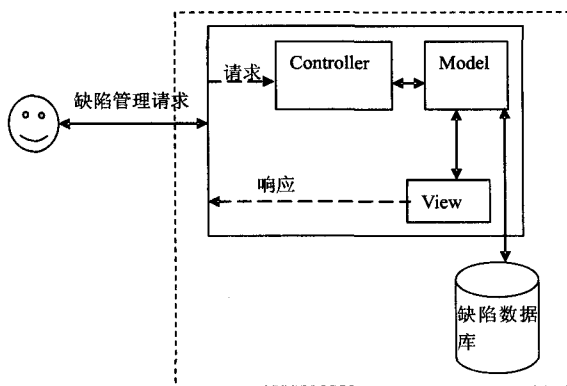 请求
Controller
Model
缺陷管理请求
响应
View
缺陷数据
库